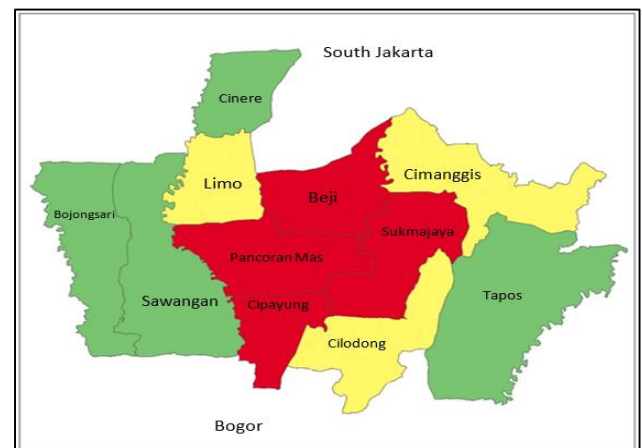 South Jakarta
Cinere
Limo
Cimanggis
Beji
Bojongsari
Sukmajaya
Pancoran Mas
Sawangan
Cipayung
Tapos
Cilodong
Bogor